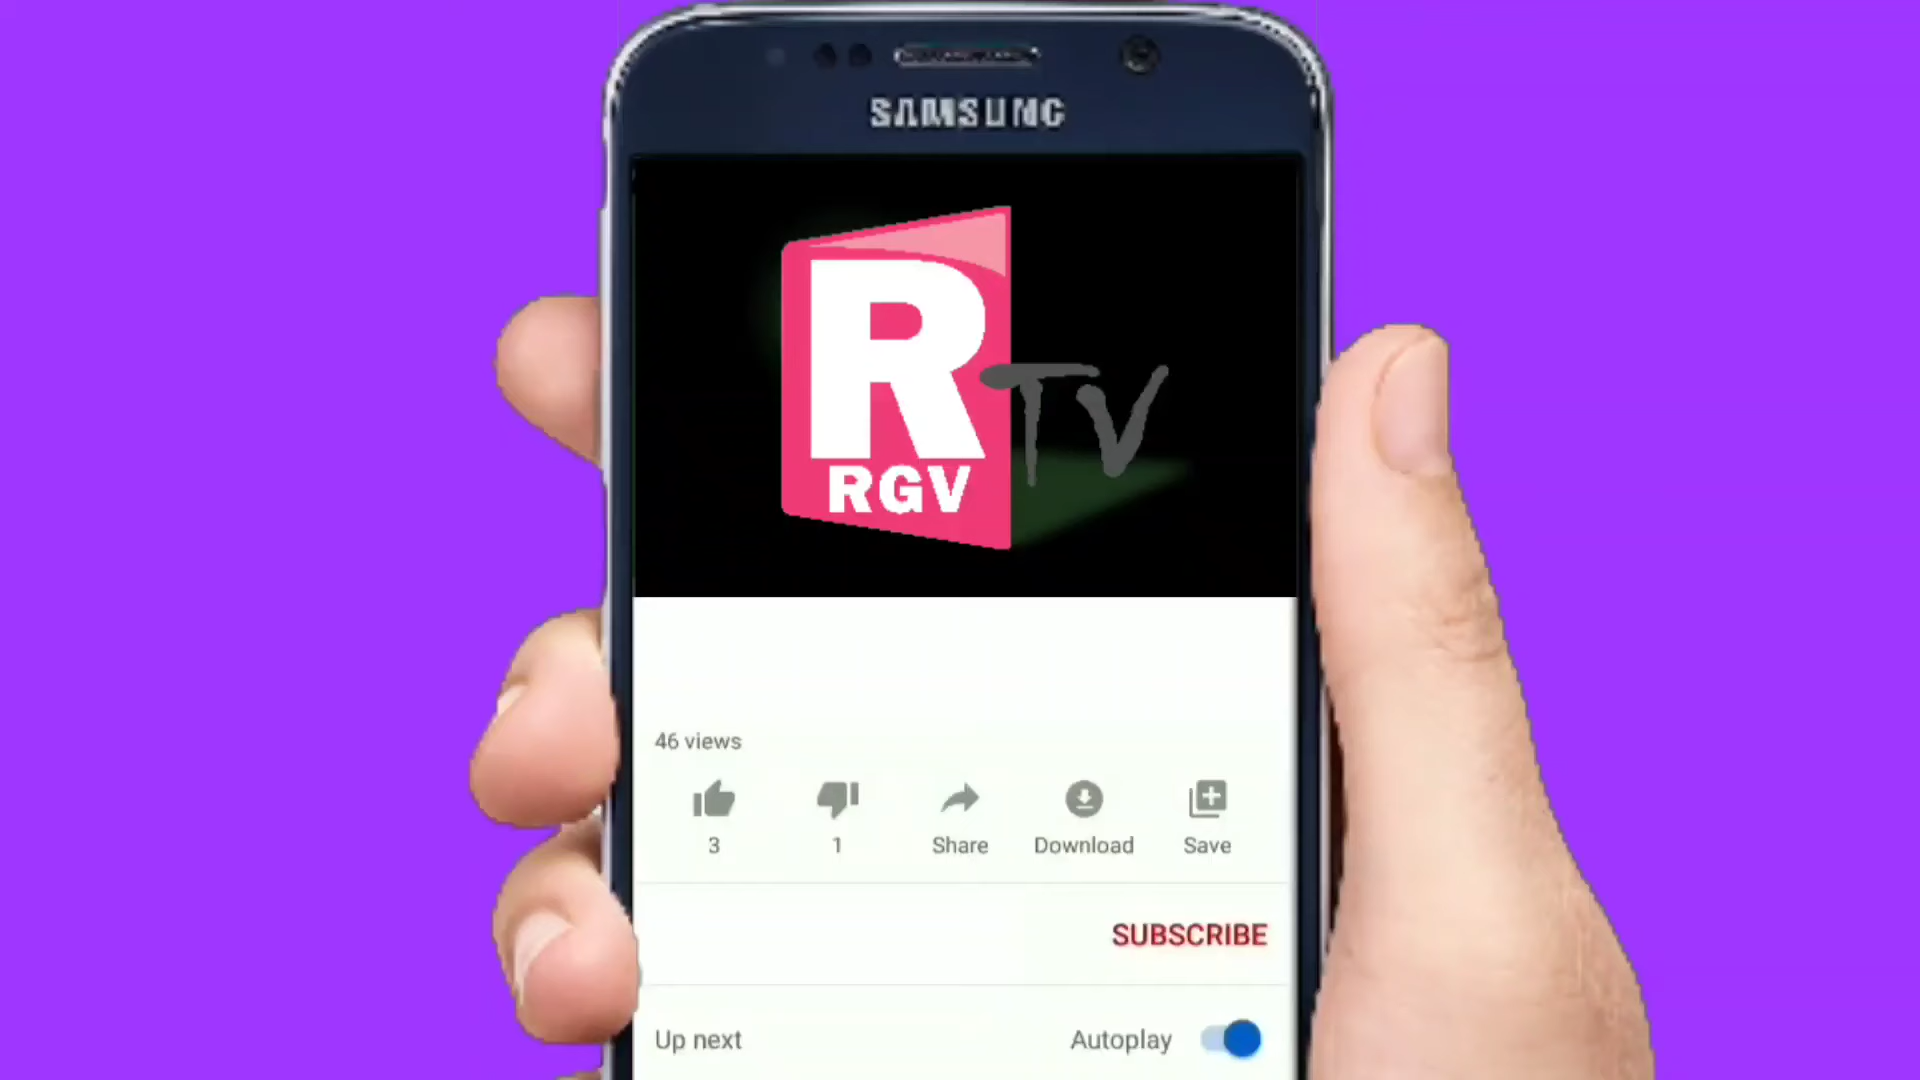 SAMSUNG
R
TV
RGV
46 views
3
1
Share
Download
Save
SUBSCRIBE
Up next
Autoplay